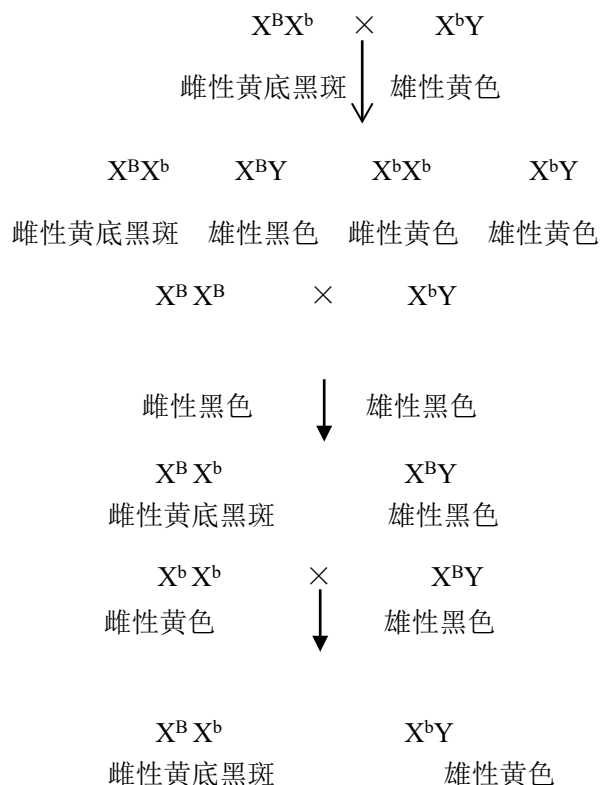 XᴮXᵇ × XᵇY
雌性黄底黑斑 雄性黄色
XᴮXᵇ XᴮY XᵇXᵇ XᵇY
雌性黄底黑斑 雄性黑色 雌性黄色 雄性黄色
Xᴮ Xᴮ × XᵇY
雌性黑色 雄性黑色
Xᴮ Xᵇ XᴮY
雌性黄底黑斑 雄性黑色
Xᵇ Xᵇ × XᴮY
雌性黄色 雄性黑色
Xᴮ Xᵇ XᵇY
雌性黄底黑斑 雄性黄色